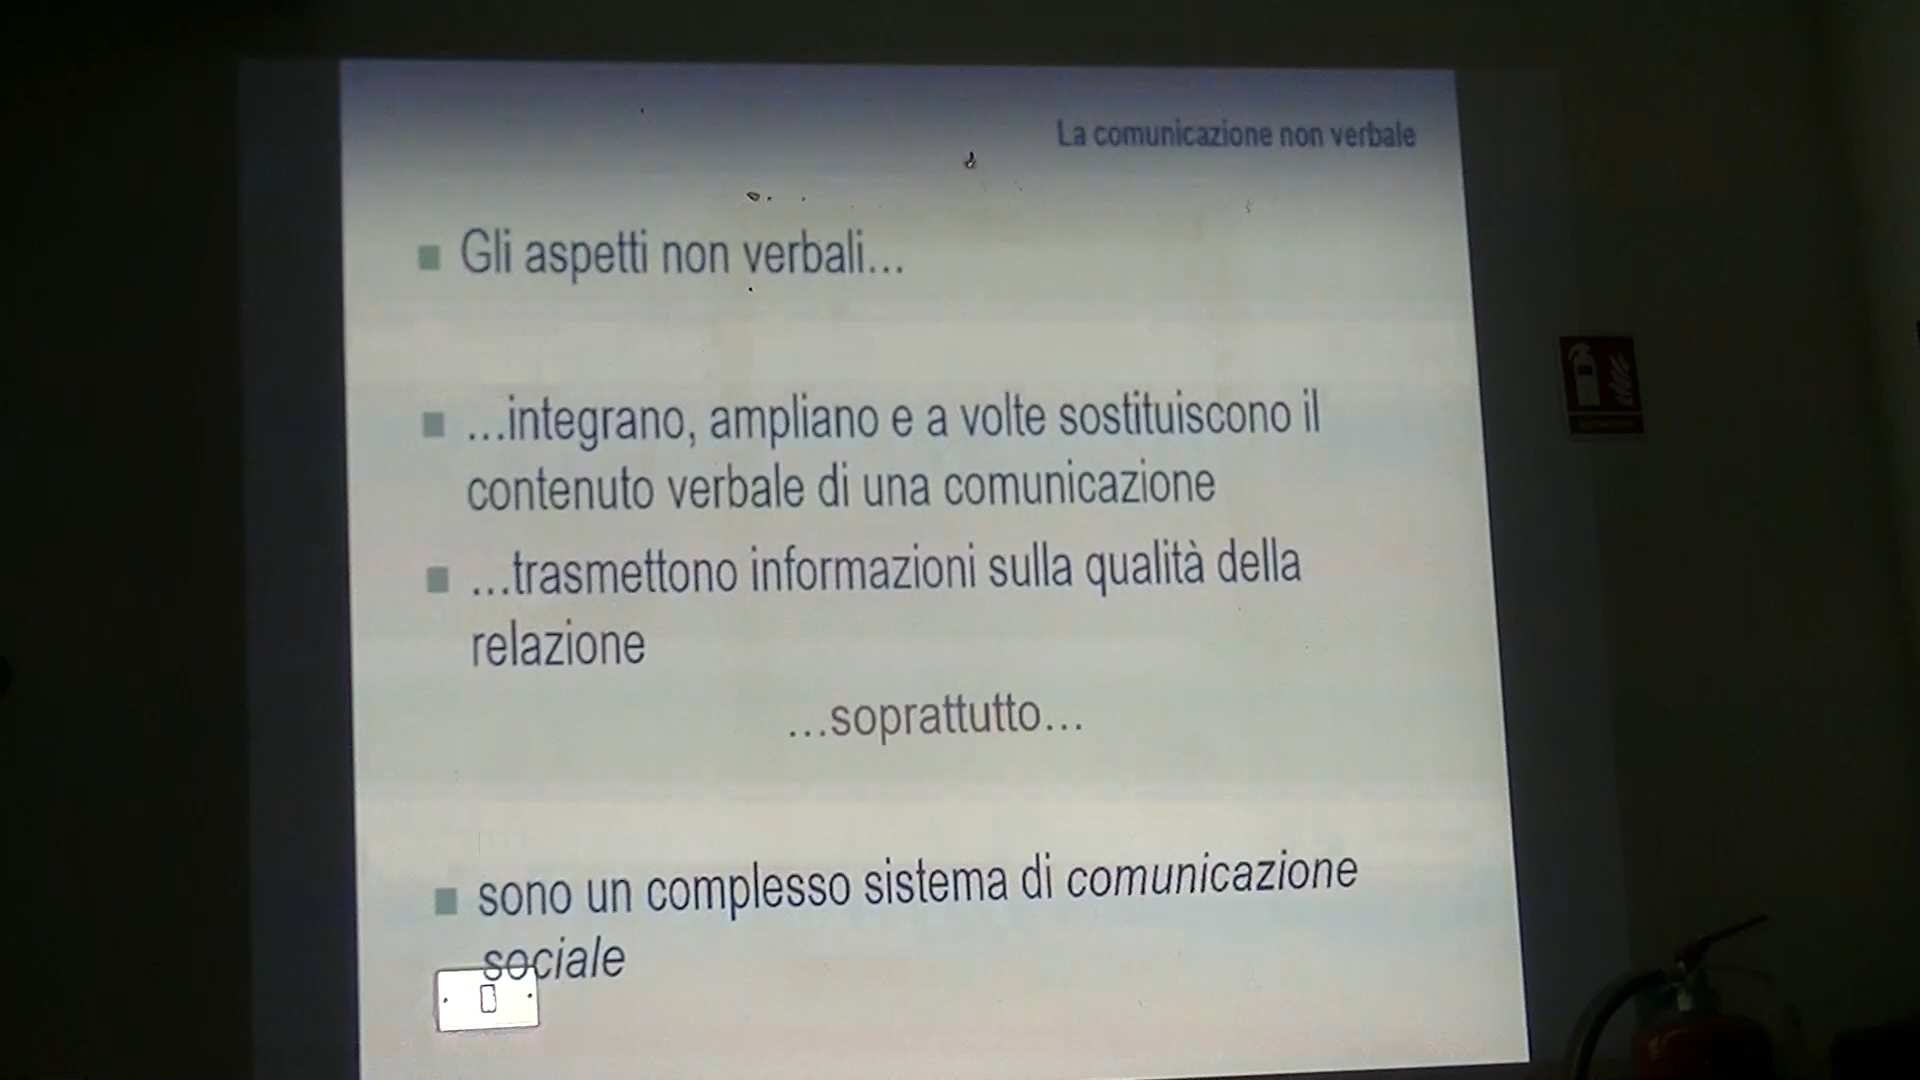 La comunicazione non verbale
Gli aspetti non verbali...
...integrano, ampliano e a volte sostituiscono il
contenuto verbale di una comunicazione
...trasmettono informazioni sulla qualità della
relazione
...soprattutto...
sono un complesso sistema di comunicazione
sociale